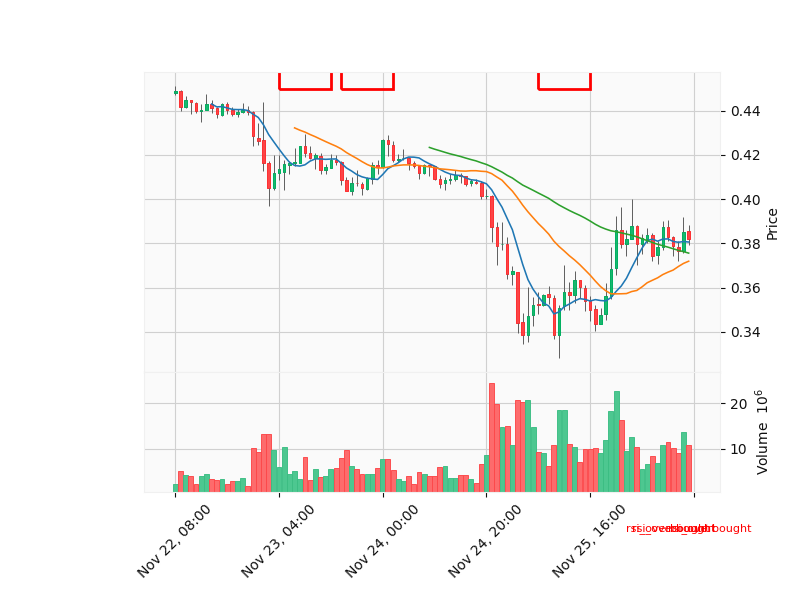 0.44
0.42
0.40
0.38
0.36
0.34
Price
20
10
Volume 10^6
Nov 22, 08:00
Nov 23, 04:00
Nov 24, 00:00
Nov 24, 20:00
Nov 25, 16:00